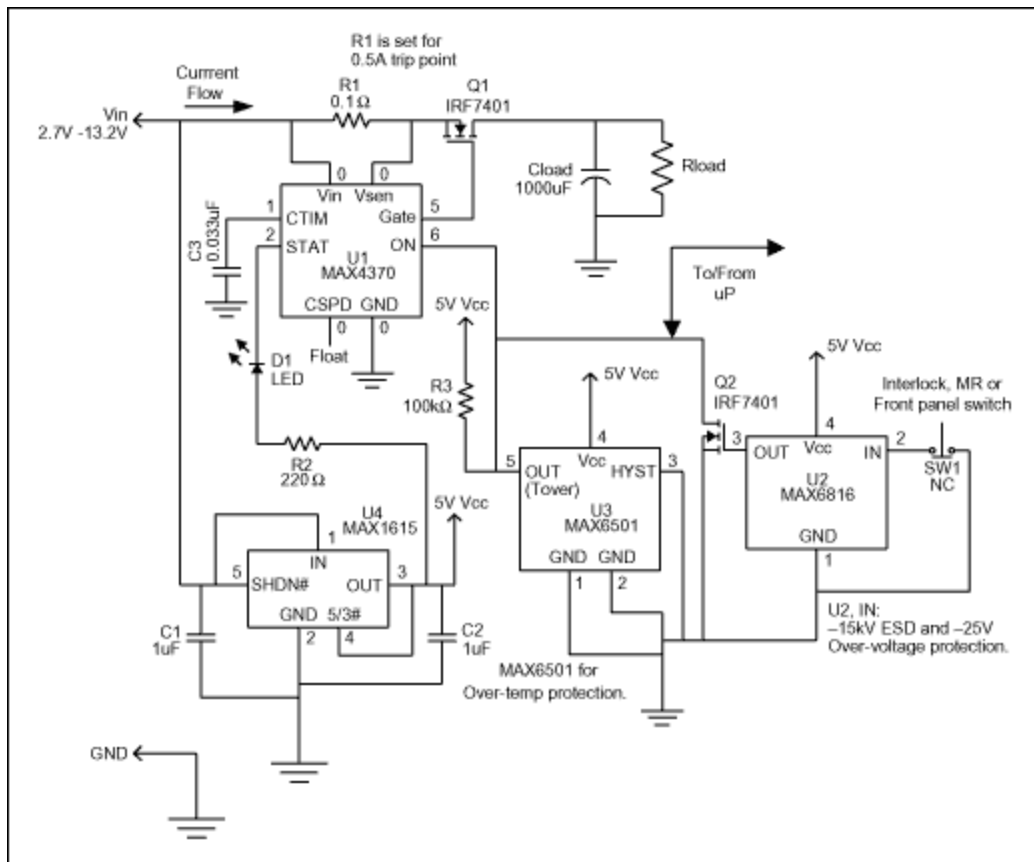 R1 is set for
0.5A trip point
R1
0.1Ω
Currrent
Flow
Q1
IRF7401
Vin
2.7V -13.2V
0
0
Vin
Vsen
1
CTIM
Gate
5
2
STAT
ON
6
U1
MAX4370
C3
0.033uF
CSPD
GND
0
0
Float
Cload
1000uF
Rload
To/From
uP
D1
LED
R2
220Ω
5V Vcc
R3
100kΩ
5V Vcc
5V Vcc
Q2
IRF7401
Interlock, MR or
Front panel switch
4
Vcc
5
OUT
(Tover)
HYST
3
U3
MAX6501
GND
GND
1
2
4
Vcc
3
OUT
IN
2
U2
MAX6816
GND
1
SW1
NC
U4
MAX1615
1
IN
5
SHDN#
OUT
3
GND
5/3#
2
4
5V Vcc
C1
1uF
C2
1uF
MAX6501 for
Over-temp protection.
U2, IN:
–15kV ESD and –25V
Over-voltage protection.
GND